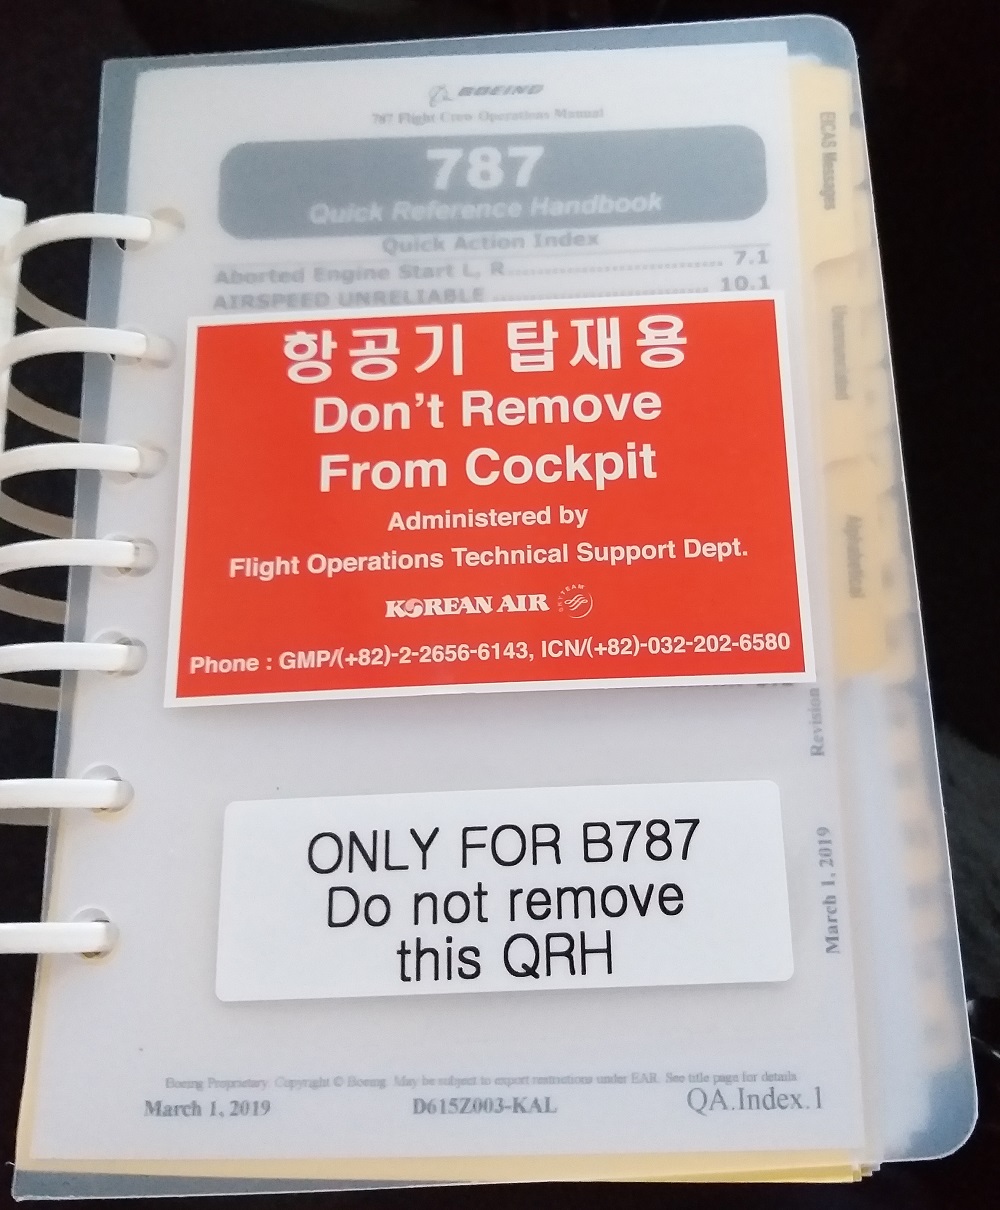 BOEING
787 Flight Crew Operations Manual
787
Quick Reference Handbook
Quick Action Index
Aborted Engine Start L, R ........................ 7.1
AIRSPEED UNRELIABLE ........................ 10.1
항공기 탑재용
Don't Remove
From Cockpit
Administered by
Flight Operations Technical Support Dept.
KOREAN AIR
SKYTEAM
Phone : GMP/(+82)-2-2656-6143, ICN/(+82)-032-202-6580
ONLY FOR B787
Do not remove
this QRH
Boeing Proprietary. Copyright © Boeing. May be subject to export restrictions under EAR. See title page for details.
March 1, 2019 D615Z003-KAL QA.Index.1
EICAS Messages
Unannunciated
Alphabetical
Revision
March 1, 2019